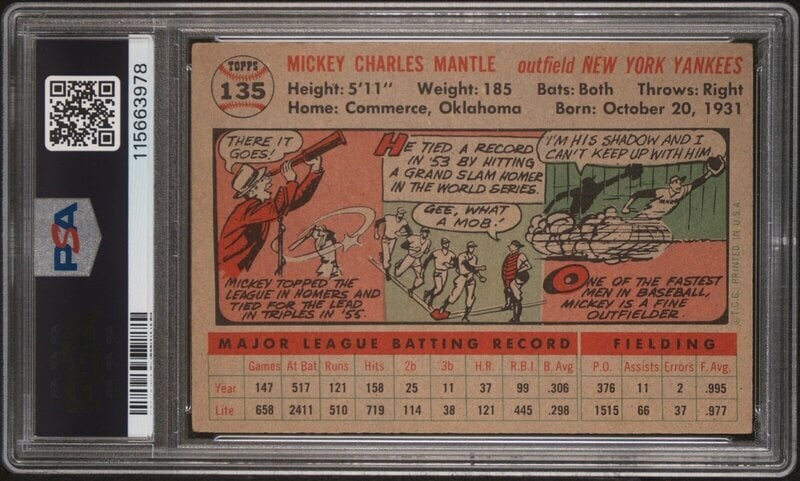 115663978
PSA
TOPPS
135
MICKEY CHARLES MANTLE outfield NEW YORK YANKEES
Height: 5'11" Weight: 185 Bats: Both Throws: Right
Home: Commerce, Oklahoma Born: October 20, 1931
THERE IT
GOES!
MICKEY TOPPED THE
LEAGUE IN HOMERS AND
TIED FOR THE LEAD
IN TRIPLES IN '55.
HE TIED A RECORD
IN '53 BY HITTING
A GRAND SLAM HOMER
IN THE WORLD SERIES.
GEE, WHAT
A MOB!
I'M HIS SHADOW AND I
CAN'T KEEP UP WITH HIM
ONE OF THE FASTEST
MEN IN BASEBALL,
MICKEY IS A FINE
OUTFIELDER.
©T.C.G. PRINTED IN U.S.A.
MAJOR LEAGUE BATTING RECORD FIELDING
Games At Bat Runs Hits 2b 3b H.R. R.B.I. B. Avg P.O. Assists Errors F. Avg.
Year 147 517 121 158 25 11 37 99 .306 376 11 2 .995
Life 658 2411 510 719 114 38 121 445 .298 1515 66 37 .977